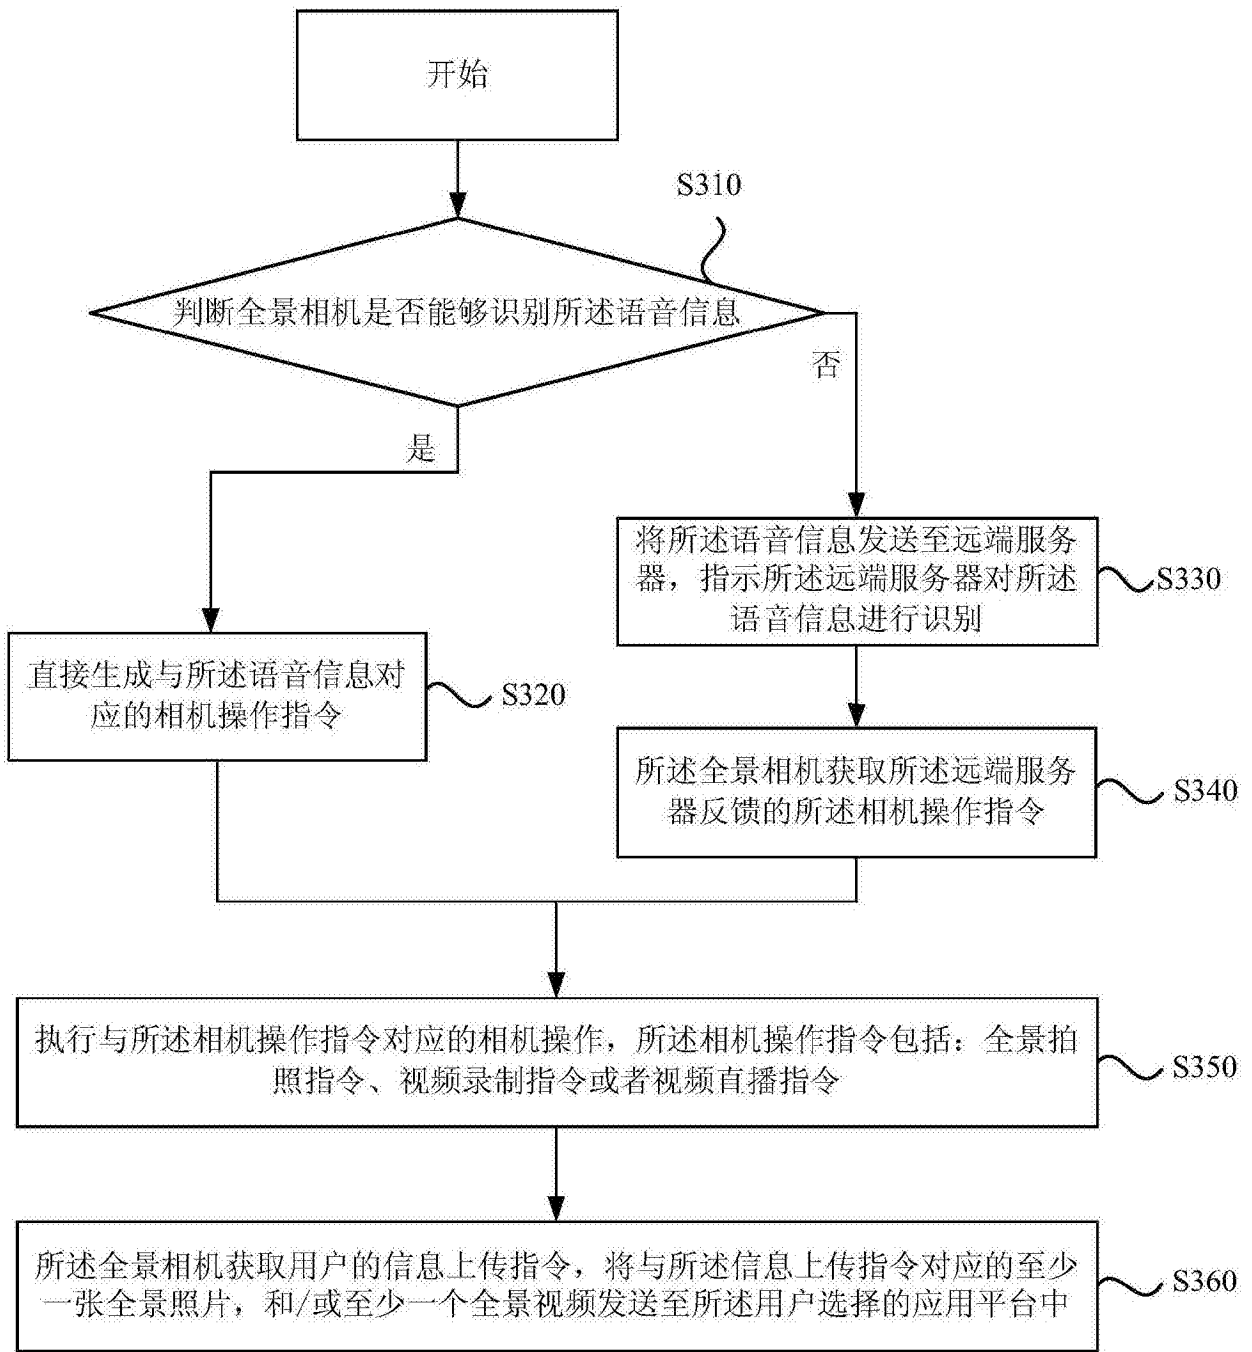 开始
S310
判断全景相机是否能够识别所述语音信息
否
是
将所述语音信息发送至远端服务
器，指示所述远端服务器对所述
语音信息进行识别
S330
直接生成与所述语音信息对
应的相机操作指令
S320
所述全景相机获取所述远端服务
器反馈的所述相机操作指令
S340
执行与所述相机操作指令对应的相机操作，所述相机操作指令包括：全景拍
照指令、视频录制指令或者视频直播指令
S350
所述全景相机获取用户的信息上传指令，将与所述信息上传指令对应的至少
一张全景照片，和/或至少一个全景视频发送至所述用户选择的应用平台中
S360